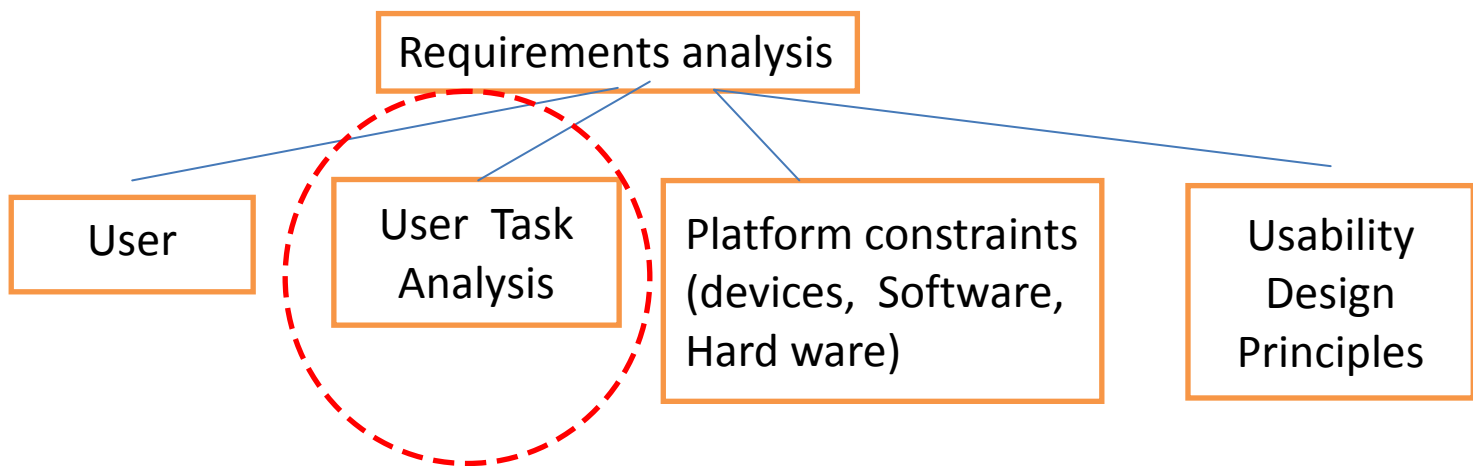 Requirements analysis
User
User Task
Analysis
Platform constraints
(devices, Software,
Hard ware)
Usability
Design
Principles